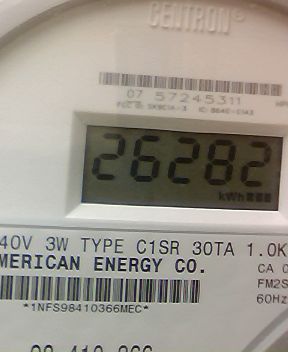 CENTRON®
07 57245311
26282
kWh
40V 3W TYPE C1SR 30TA 1.0K
MERICAN ENERGY CO.
CA 0
FM2S
60Hz
*1NFS98410366MEC*